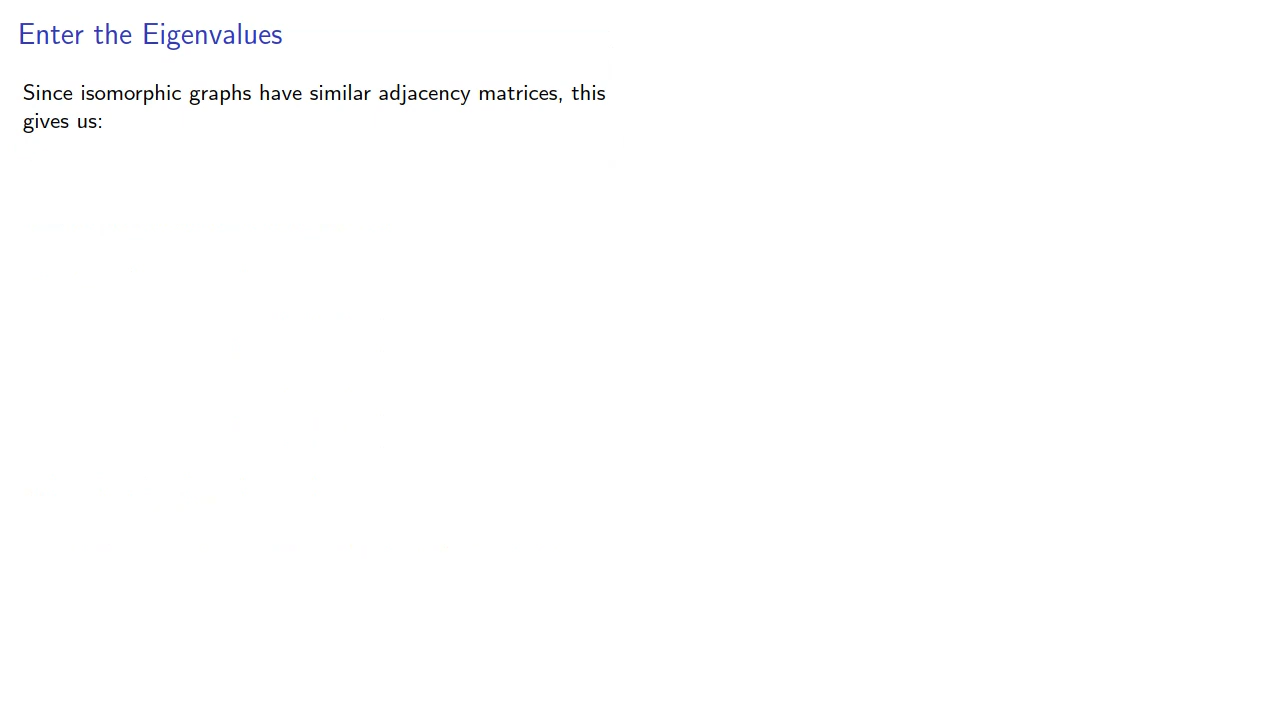 Enter the Eigenvalues
Since isomorphic graphs have similar adjacency matrices, this
gives us: